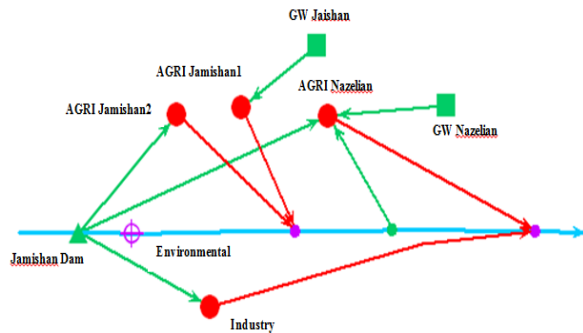 GW Jaishan
AGRI Jamishan1
AGRI Nazelian
AGRI Jamishan2
GW Nazelian
Environmental
Jamishan Dam
Industry